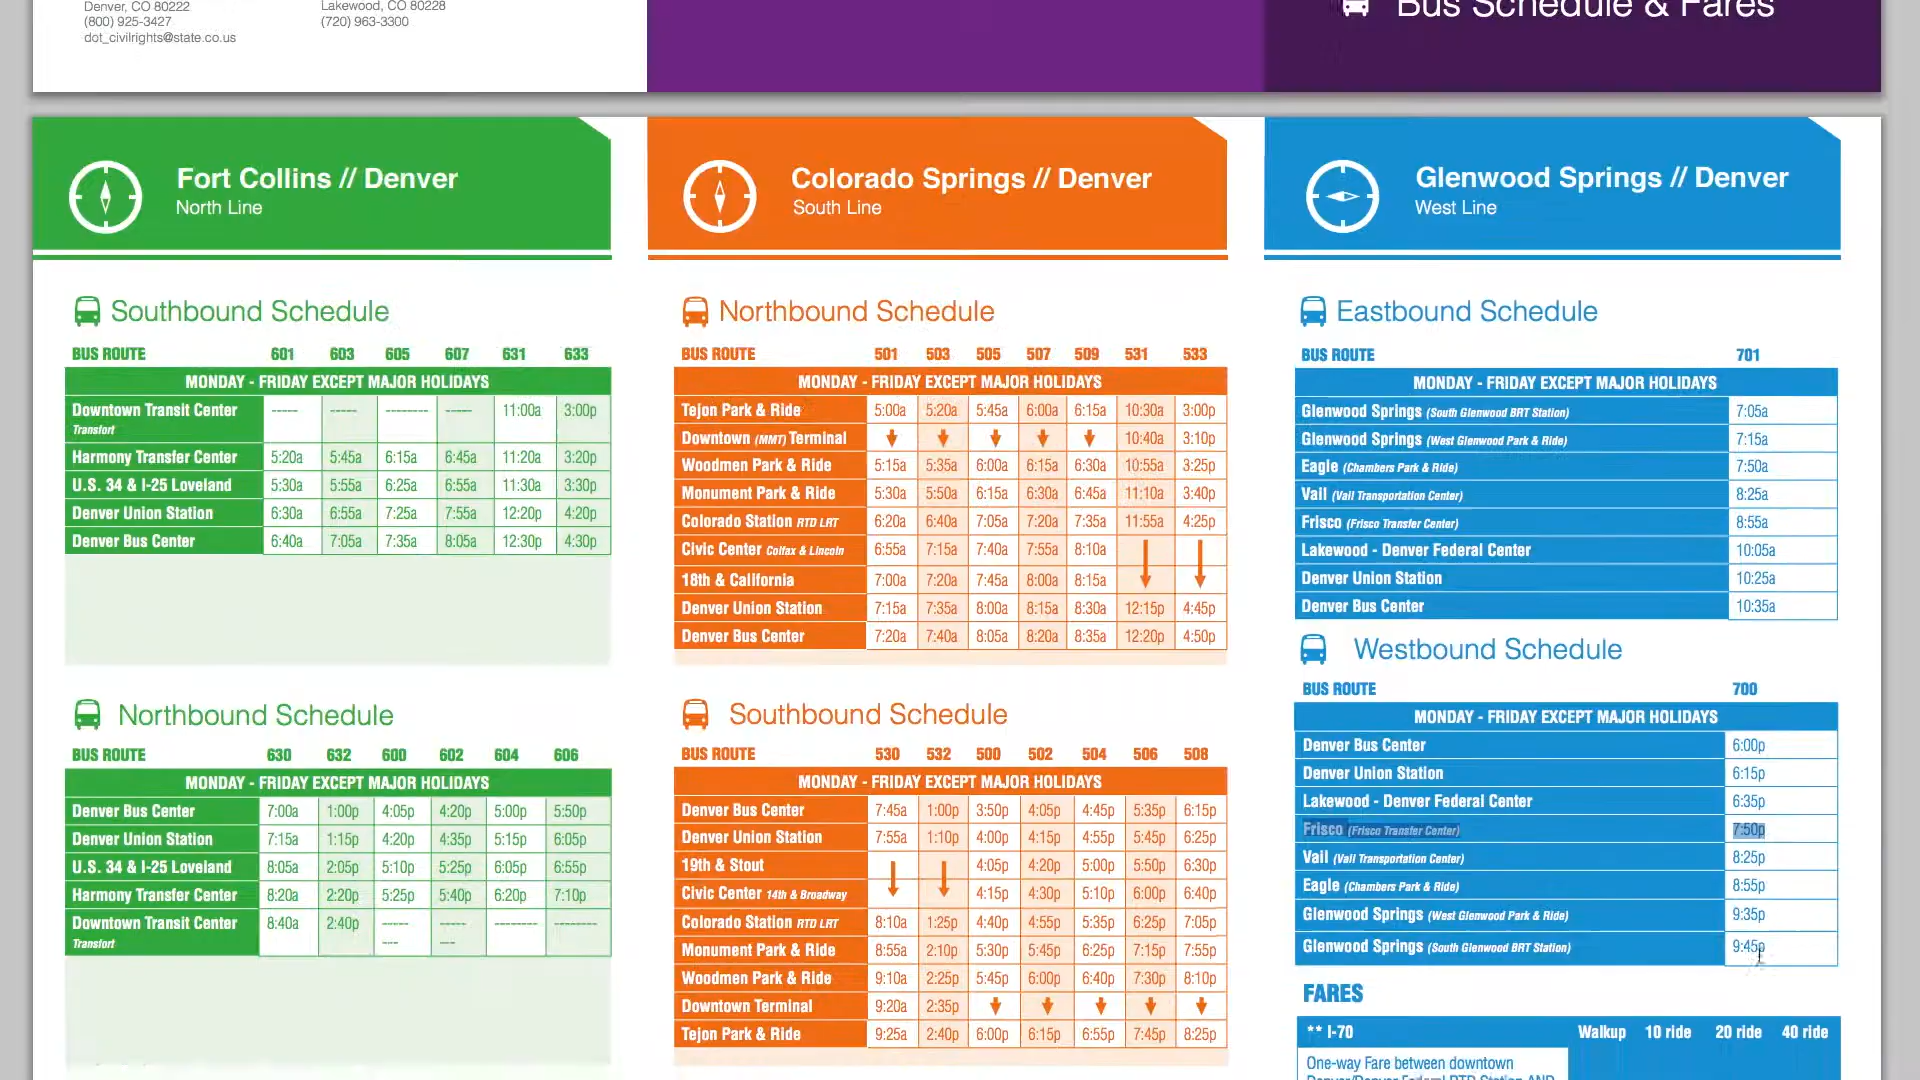 Denver, CO 80222
(800) 925-3427
dot_civilrights@state.co.us
Lakewood, CO 80228
(720) 963-3300
Bus Schedule & Fares
Fort Collins // Denver
North Line
Southbound Schedule
BUS ROUTE 601 603 605 607 631 633
MONDAY - FRIDAY EXCEPT MAJOR HOLIDAYS
Downtown Transit Center ----- ----- -------- ----- 11:00a 3:00p
Transfort
Harmony Transfer Center 5:20a 5:45a 6:15a 6:45a 11:20a 3:20p
U.S. 34 & I-25 Loveland 5:30a 5:55a 6:25a 6:55a 11:30a 3:30p
Denver Union Station 6:30a 6:55a 7:25a 7:55a 12:20p 4:20p
Denver Bus Center 6:40a 7:05a 7:35a 8:05a 12:30p 4:30p
Northbound Schedule
BUS ROUTE 630 632 600 602 604 606
MONDAY - FRIDAY EXCEPT MAJOR HOLIDAYS
Denver Bus Center 7:00a 1:00p 4:05p 4:20p 5:00p 5:50p
Denver Union Station 7:15a 1:15p 4:20p 4:35p 5:15p 6:05p
U.S. 34 & I-25 Loveland 8:05a 2:05p 5:10p 5:25p 6:05p 6:55p
Harmony Transfer Center 8:20a 2:20p 5:25p 5:40p 6:20p 7:10p
Downtown Transit Center 8:40a 2:40p ----- ----- -------- --------
Transfort --- ---
Colorado Springs // Denver
South Line
Northbound Schedule
BUS ROUTE 501 503 505 507 509 531 533
MONDAY - FRIDAY EXCEPT MAJOR HOLIDAYS
Tejon Park & Ride 5:00a 5:20a 5:45a 6:00a 6:15a 10:30a 3:00p
Downtown (MMT) Terminal 10:40a 3:10p
Woodmen Park & Ride 5:15a 5:35a 6:00a 6:15a 6:30a 10:55a 3:25p
Monument Park & Ride 5:30a 5:50a 6:15a 6:30a 6:45a 11:10a 3:40p
Colorado Station RTD LRT 6:20a 6:40a 7:05a 7:20a 7:35a 11:55a 4:25p
Civic Center Colfax & Lincoln 6:55a 7:15a 7:40a 7:55a 8:10a
18th & California 7:00a 7:20a 7:45a 8:00a 8:15a
Denver Union Station 7:15a 7:35a 8:00a 8:15a 8:30a 12:15p 4:45p
Denver Bus Center 7:20a 7:40a 8:05a 8:20a 8:35a 12:20p 4:50p
Southbound Schedule
BUS ROUTE 530 532 500 502 504 506 508
MONDAY - FRIDAY EXCEPT MAJOR HOLIDAYS
Denver Bus Center 7:45a 1:00p 3:50p 4:05p 4:45p 5:35p 6:15p
Denver Union Station 7:55a 1:10p 4:00p 4:15p 4:55p 5:45p 6:25p
19th & Stout 4:05p 4:20p 5:00p 5:50p 6:30p
Civic Center 14th & Broadway 4:15p 4:30p 5:10p 6:00p 6:40p
Colorado Station RTD LRT 8:10a 1:25p 4:40p 4:55p 5:35p 6:25p 7:05p
Monument Park & Ride 8:55a 2:10p 5:30p 5:45p 6:25p 7:15p 7:55p
Woodmen Park & Ride 9:10a 2:25p 5:45p 6:00p 6:40p 7:30p 8:10p
Downtown Terminal 9:20a 2:35p
Tejon Park & Ride 9:25a 2:40p 6:00p 6:15p 6:55p 7:45p 8:25p
Glenwood Springs // Denver
West Line
Eastbound Schedule
BUS ROUTE 701
MONDAY - FRIDAY EXCEPT MAJOR HOLIDAYS
Glenwood Springs (South Glenwood BRT Station) 7:05a
Glenwood Springs (West Glenwood Park & Ride) 7:15a
Eagle (Chambers Park & Ride) 7:50a
Vail (Vail Transportation Center) 8:25a
Frisco (Frisco Transfer Center) 8:55a
Lakewood - Denver Federal Center 10:05a
Denver Union Station 10:25a
Denver Bus Center 10:35a
Westbound Schedule
BUS ROUTE 700
MONDAY - FRIDAY EXCEPT MAJOR HOLIDAYS
Denver Bus Center 6:00p
Denver Union Station 6:15p
Lakewood - Denver Federal Center 6:35p
Frisco (Frisco Transfer Center) 7:50p
Vail (Vail Transportation Center) 8:25p
Eagle (Chambers Park & Ride) 8:55p
Glenwood Springs (West Glenwood Park & Ride) 9:35p
Glenwood Springs (South Glenwood BRT Station) 9:45p
FARES
** I-70 Walkup 10 ride 20 ride 40 ride
One-way Fare between downtown
Denver/Denver Federal RTD Station AND